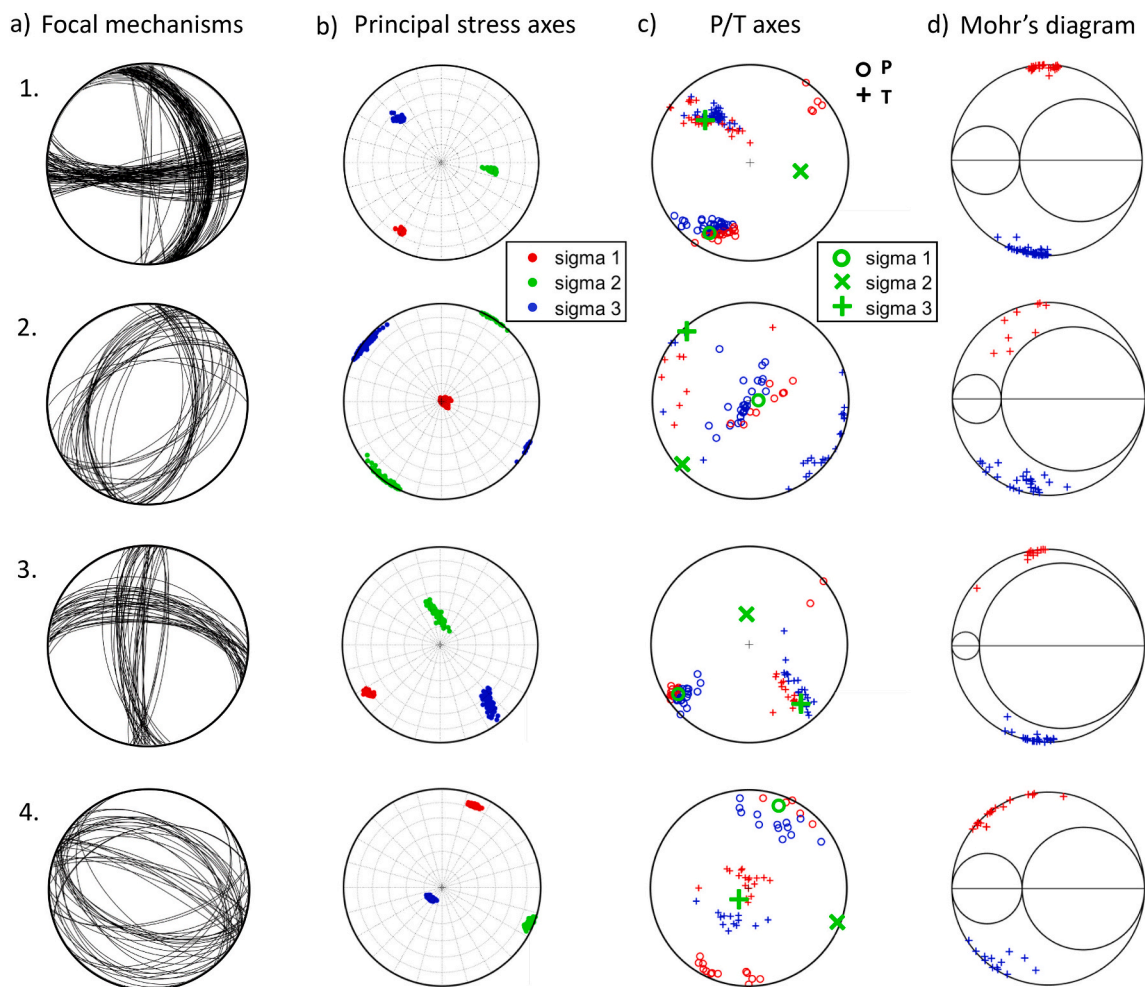 a) Focal mechanisms
b) Principal stress axes
c) P/T axes
d) Mohr's diagram
1.
P
T
sigma 1
sigma 2
sigma 3
sigma 1
sigma 2
sigma 3
2.
3.
4.